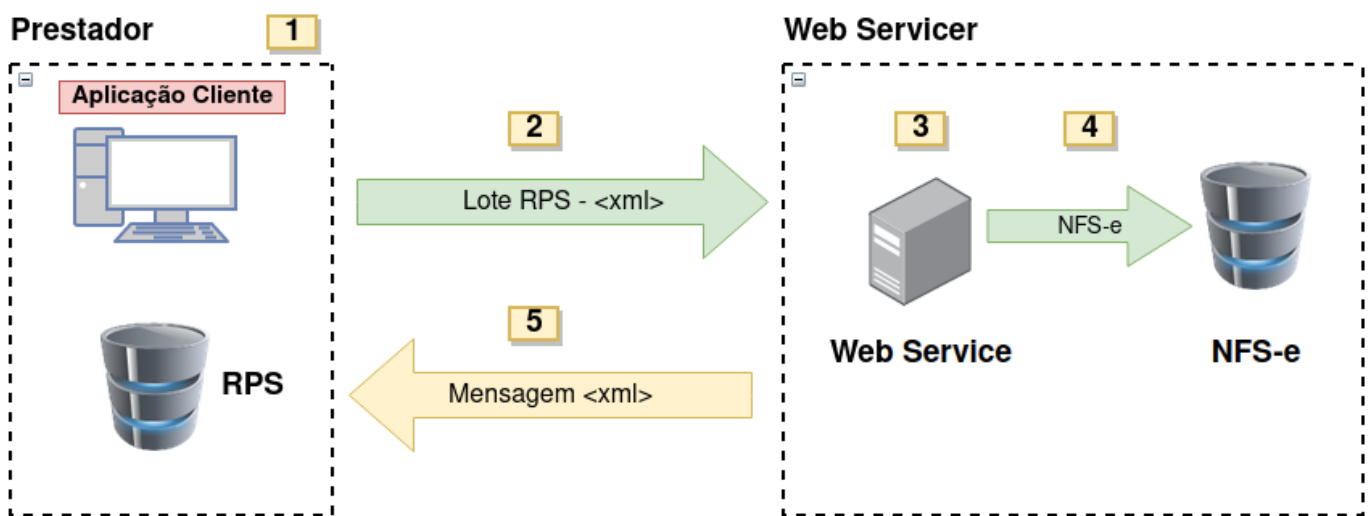 Prestador
1
Web Servicer
Aplicação Cliente
2
Lote RPS - <xml>
3
4
NFS-e
5
Mensagem <xml>
RPS
Web Service
NFS-e